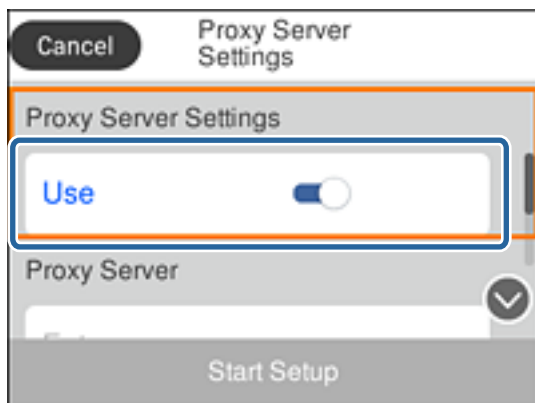 Cancel
Proxy Server
Settings
Proxy Server Settings
Use
Proxy Server
Start Setup